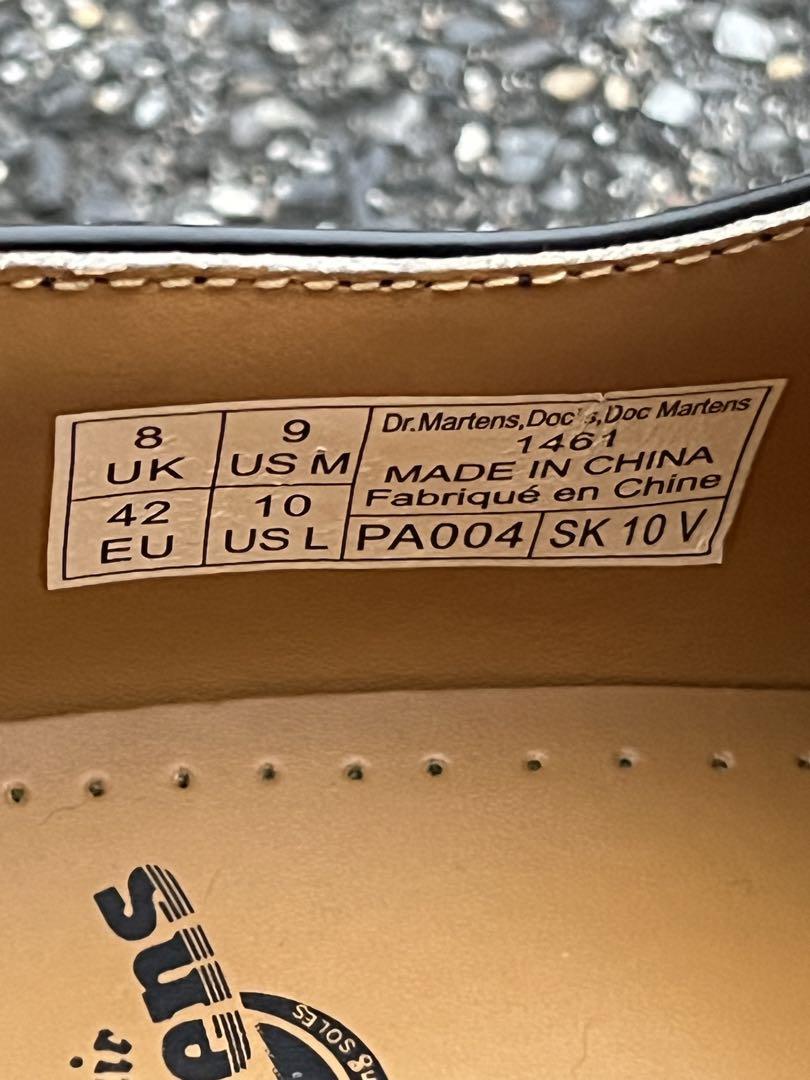 8
UK
9
US M
42
EU
10
US L
Dr.Martens,Doc's,Doc Martens
1461
MADE IN CHINA
Fabriqué en Chine
PA004
SK 10 V
SOLES